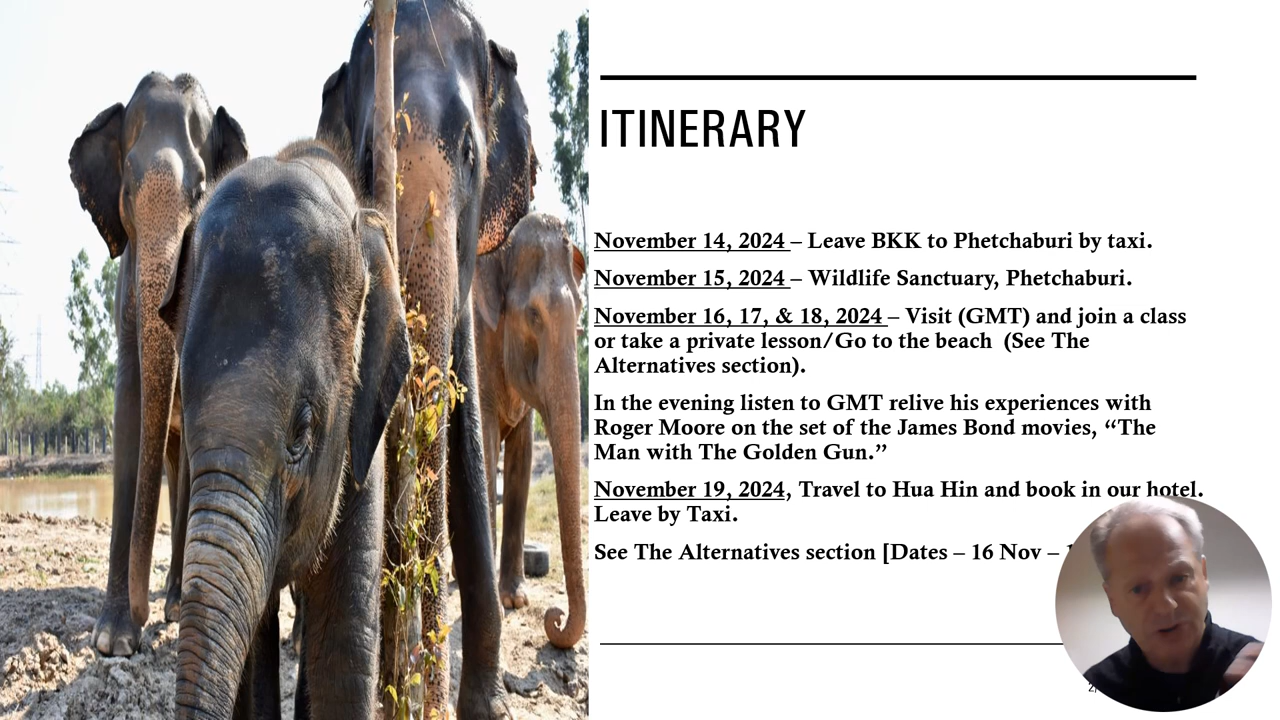 ITINERARY
November 14, 2024 – Leave BKK to Phetchaburi by taxi.
November 15, 2024 – Wildlife Sanctuary, Phetchaburi.
November 16, 17, & 18, 2024 – Visit (GMT) and join a class
or take a private lesson/Go to the beach (See The
Alternatives section).
In the evening listen to GMT relive his experiences with
Roger Moore on the set of the James Bond movies, “The
Man with The Golden Gun.”
November 19, 2024, Travel to Hua Hin and book in our hotel.
Leave by Taxi.
See The Alternatives section [Dates – 16 Nov –